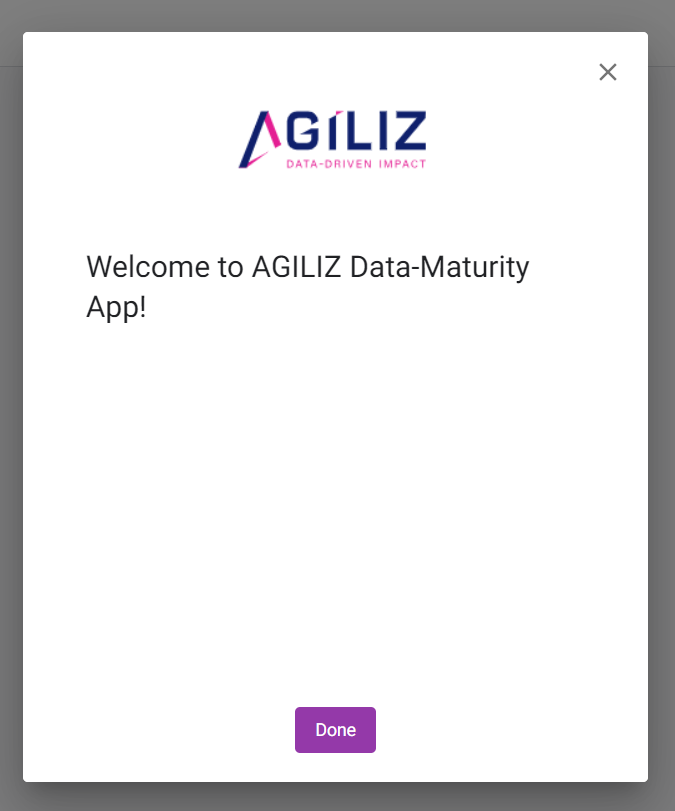 AGILIZ
DATA-DRIVEN IMPACT
Welcome to AGILIZ Data-Maturity
App!
Done